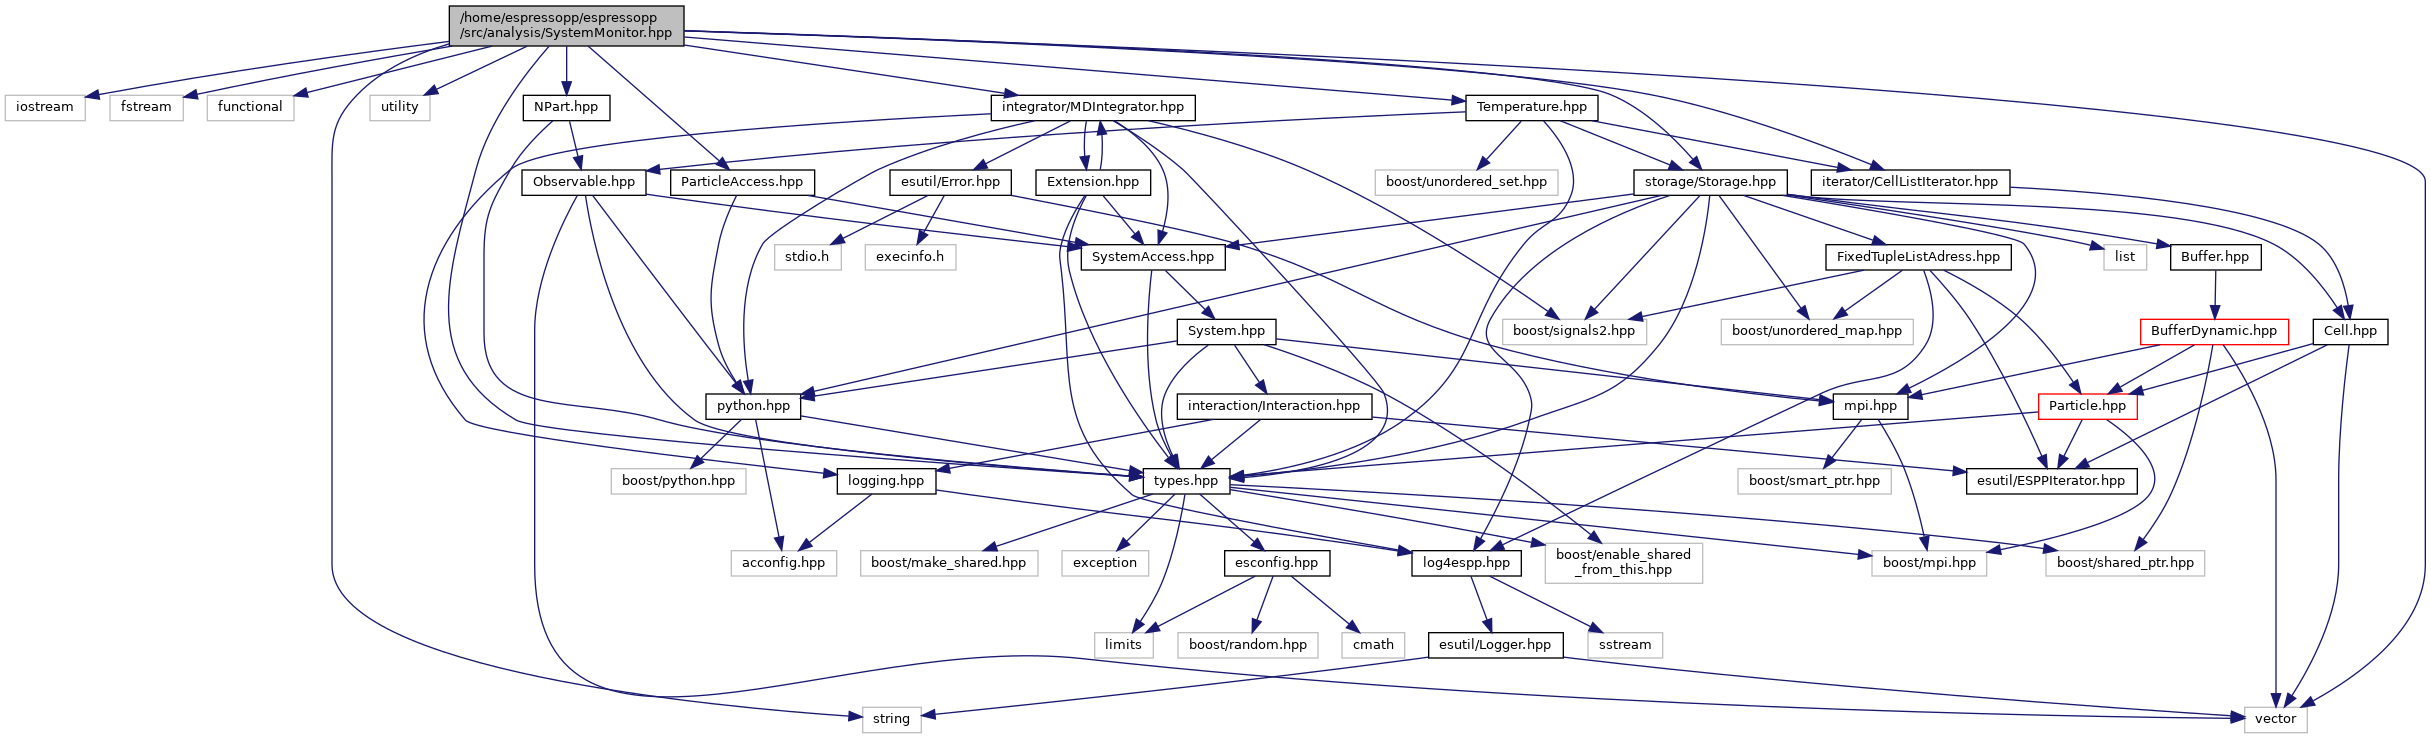 /home/espressopp/espressopp
/src/analysis/SystemMonitor.hpp
iostream
fstream
functional
utility
NPart.hpp
integrator/MDIntegrator.hpp
Temperature.hpp
Observable.hpp
ParticleAccess.hpp
esutil/Error.hpp
Extension.hpp
boost/unordered_set.hpp
storage/Storage.hpp
iterator/CellListIterator.hpp
stdio.h
execinfo.h
SystemAccess.hpp
FixedTupleListAdress.hpp
list
Buffer.hpp
System.hpp
boost/signals2.hpp
boost/unordered_map.hpp
BufferDynamic.hpp
Cell.hpp
python.hpp
interaction/Interaction.hpp
mpi.hpp
Particle.hpp
boost/python.hpp
logging.hpp
types.hpp
boost/smart_ptr.hpp
esutil/ESPPIterator.hpp
acconfig.hpp
boost/make_shared.hpp
exception
esconfig.hpp
log4espp.hpp
boost/enable_shared
_from_this.hpp
boost/mpi.hpp
boost/shared_ptr.hpp
limits
boost/random.hpp
cmath
esutil/Logger.hpp
sstream
string
vector